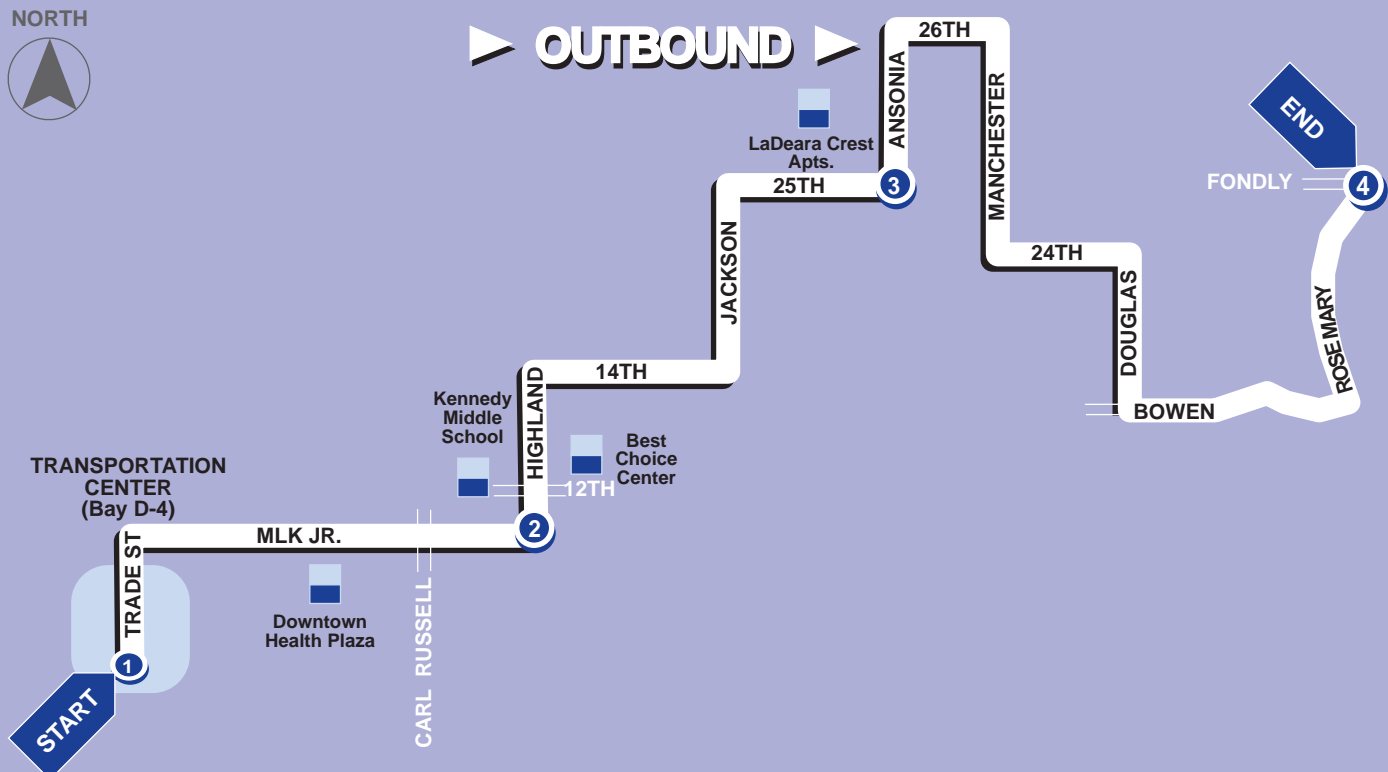 NORTH
OUTBOUND
26TH
ANSONIA
MANCHESTER
END
LaDeara Crest
Apts.
25TH
3
FONDLY
4
JACKSON
24TH
DOUGLAS
ROSEMARY
14TH
BOWEN
HIGHLAND
Kennedy
Middle
School
Best
Choice
Center
12TH
TRANSPORTATION
CENTER
(Bay D-4)
MLK JR.
2
TRADE ST
Downtown
Health Plaza
CARL RUSSELL
1
START